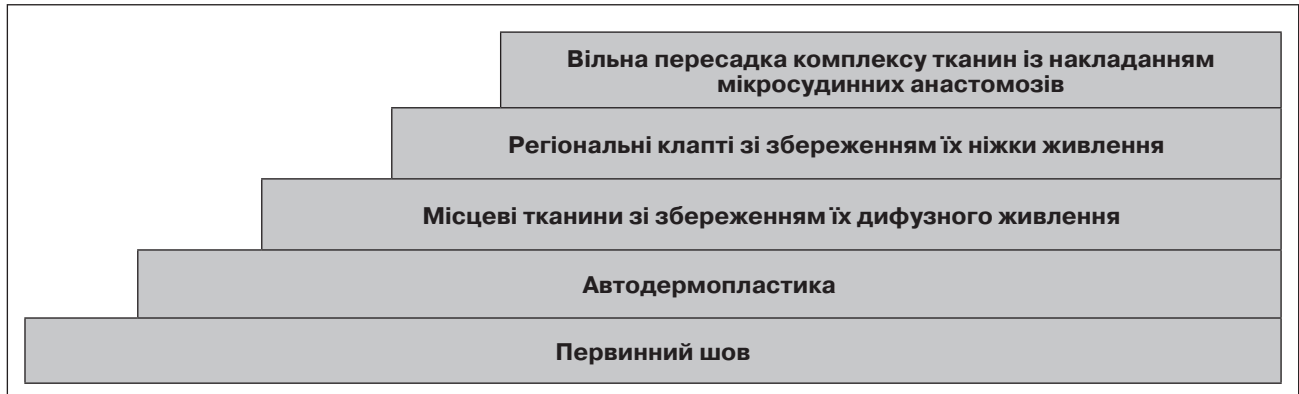 Вільна пересадка комплексу тканин із накладанням
мікросудинних анастомозів
Регіональні клапті зі збереженням їх ніжки живлення
Місцеві тканини зі збереженням їх дифузного живлення
Автодермопластика
Первинний шов